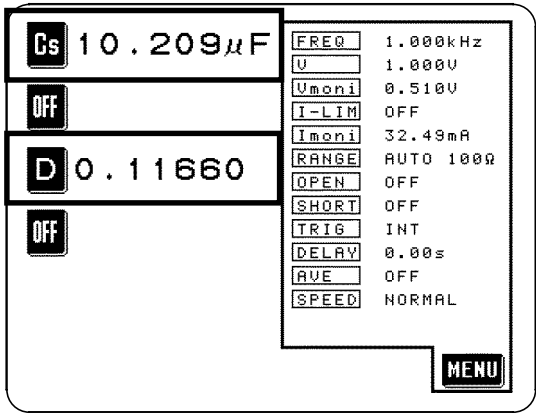 Cs 10.209μF
OFF
D 0.11660
OFF
FREQ 1.000kHz
V 1.000V
Vmoni 0.510V
I-LIM OFF
Imoni 32.49mA
RANGE AUTO 100Ω
OPEN OFF
SHORT OFF
TRIG INT
DELAY 0.00s
AVE OFF
SPEED NORMAL
MENU